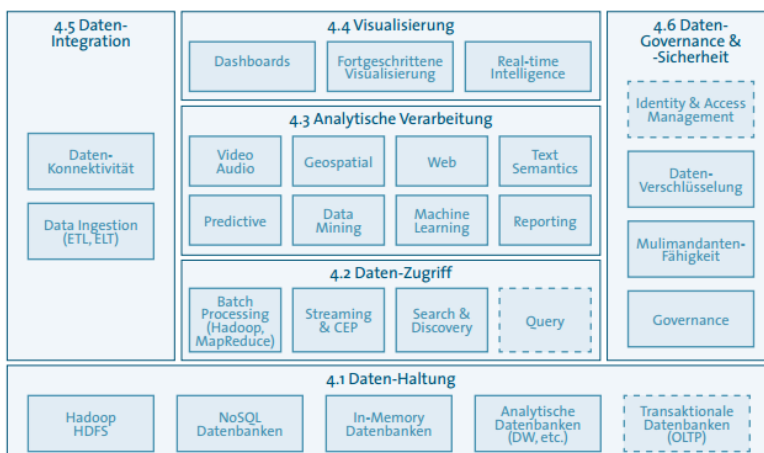 4.5 Daten-
Integration
Daten-
Konnektivität
Data Ingestion
(ETL, ELT)
4.4 Visualisierung
Dashboards
Fortgeschrittene
Visualisierung
Real-time
Intelligence
4.3 Analytische Verarbeitung
Video
Audio
Geospatial
Web
Text
Semantics
Predictive
Data
Mining
Machine
Learning
Reporting
4.2 Daten-Zugriff
Batch
Processing
(Hadoop,
MapReduce)
Streaming
& CEP
Search &
Discovery
Query
4.6 Daten-
Governance &
-Sicherheit
Identity & Access
Management
Daten-
Verschlüsselung
Mulimandanten-
Fähigkeit
Governance
4.1 Daten-Haltung
Hadoop
HDFS
NoSQL
Datenbanken
In-Memory
Datenbanken
Analytische
Datenbanken
(DW, etc.)
Transaktionale
Datenbanken
(OLTP)